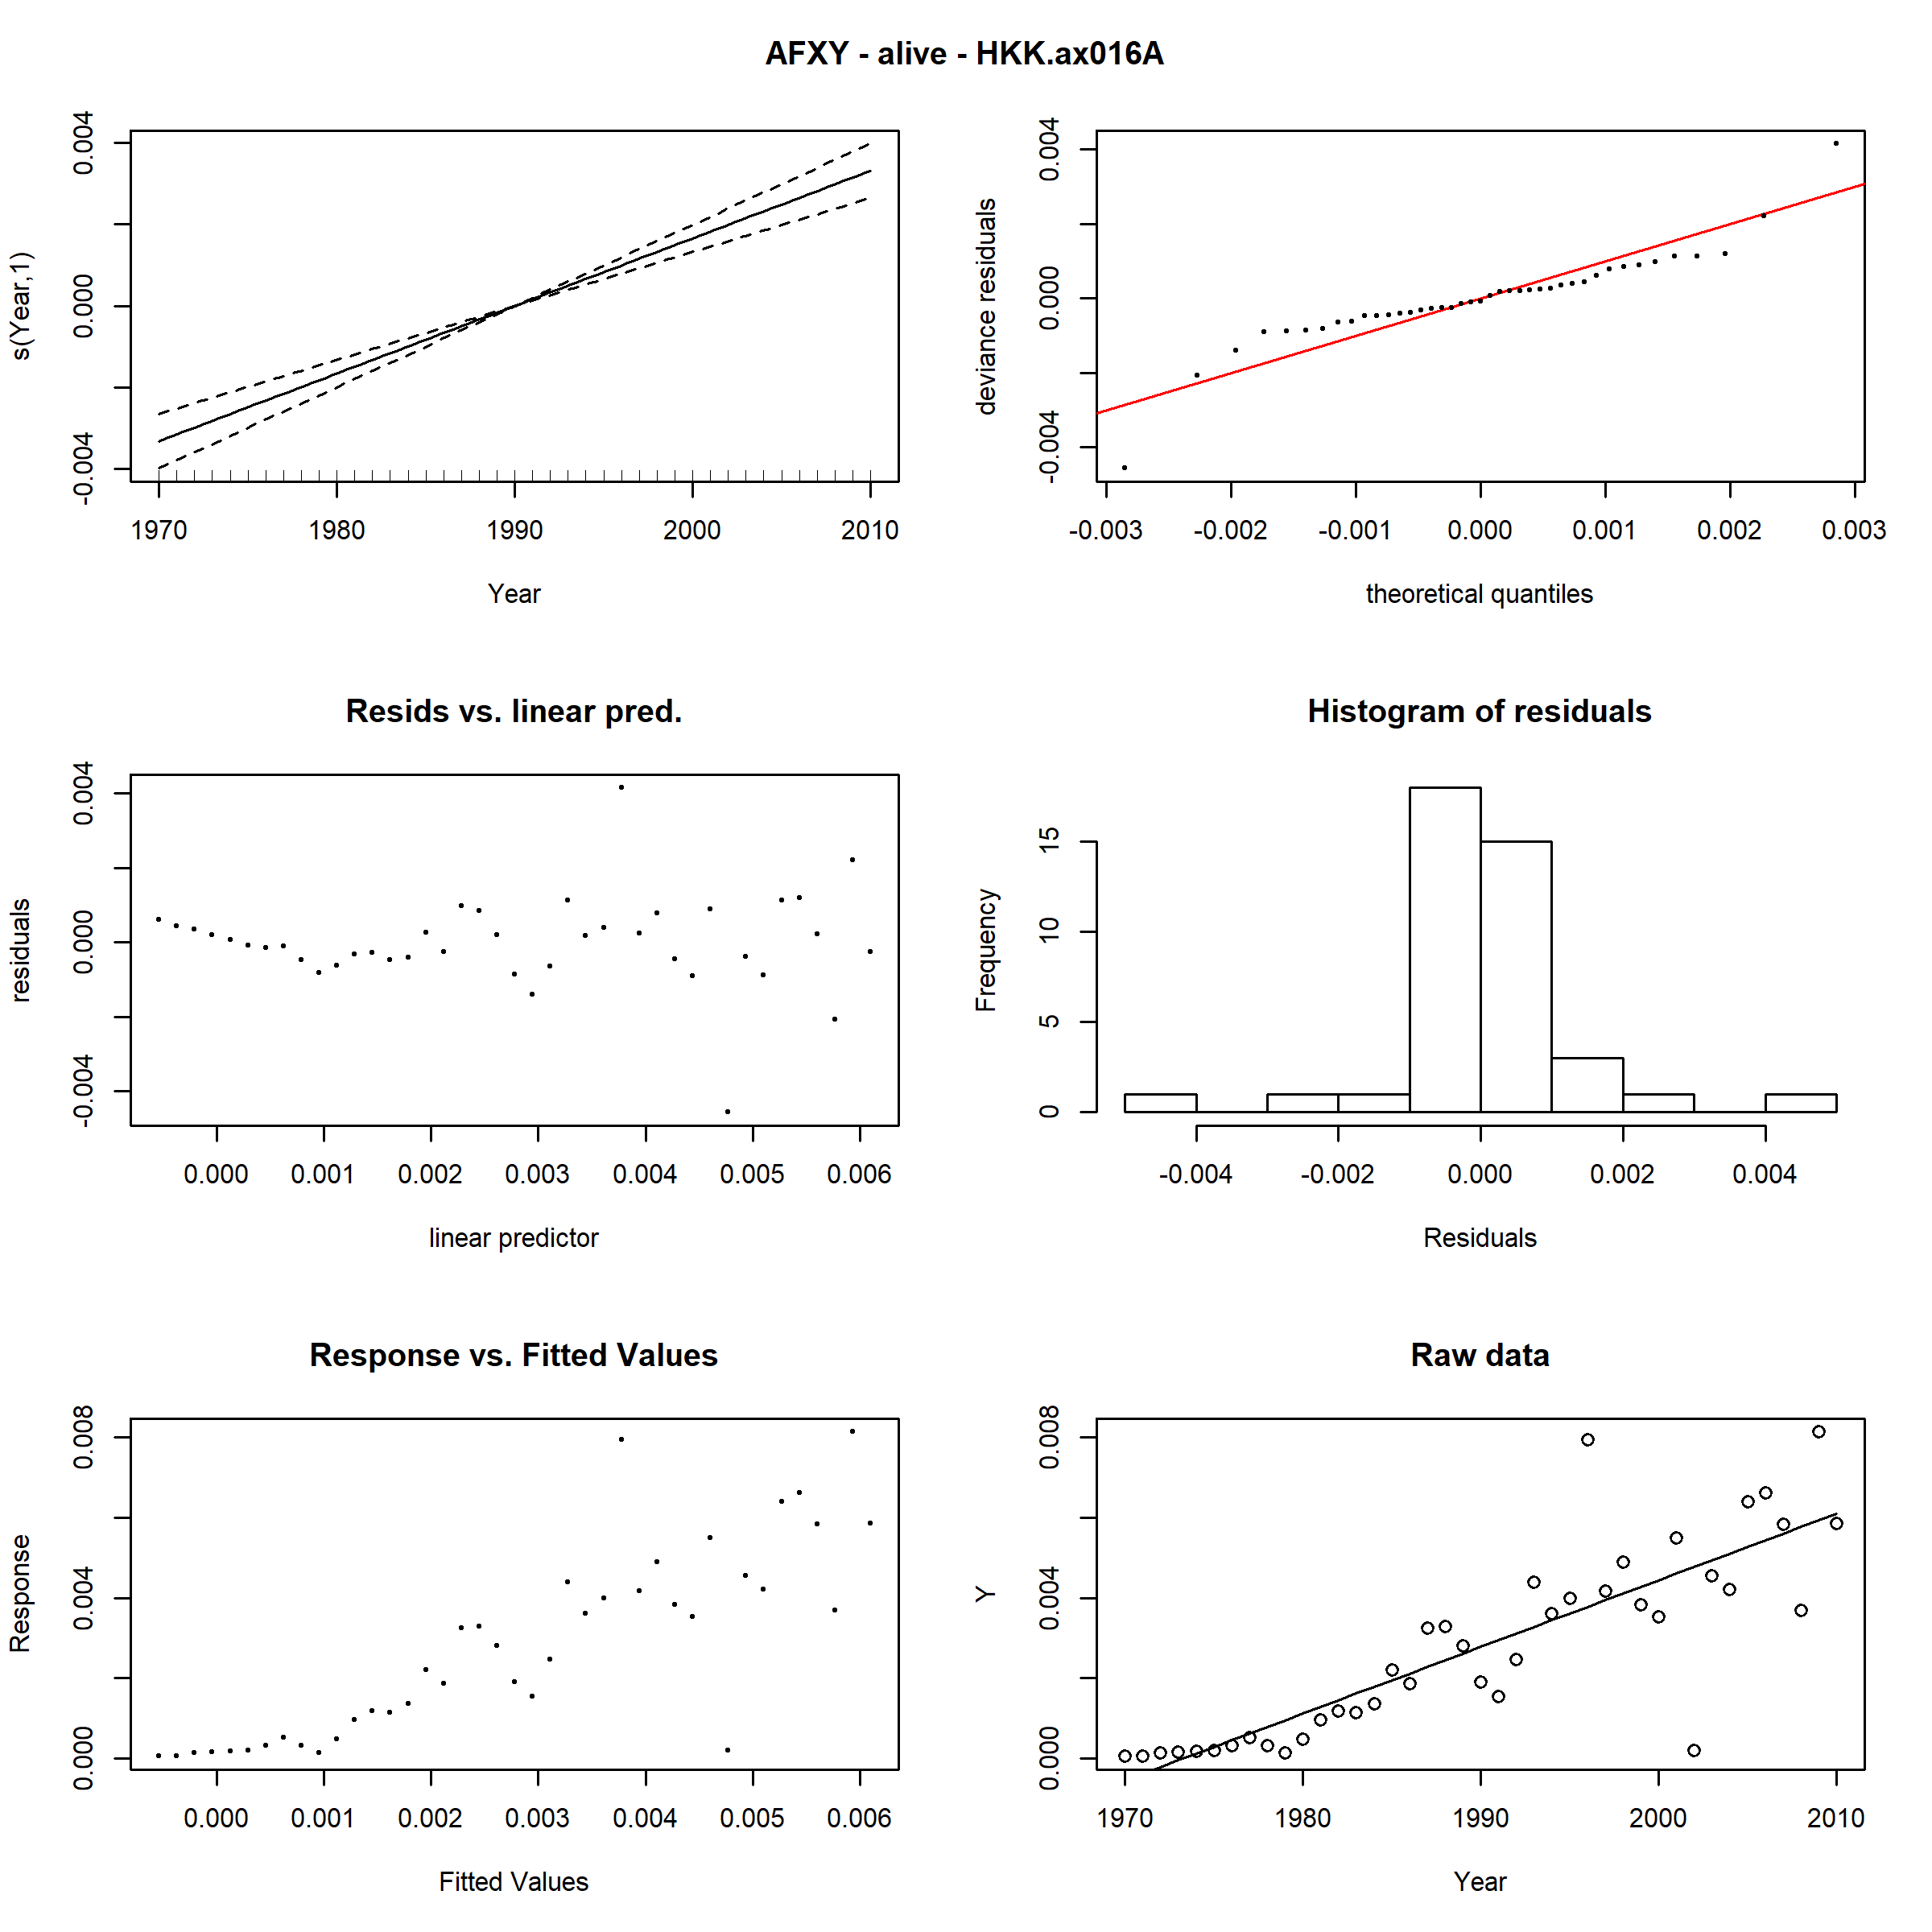 AFXY - alive - HKK.ax016A
s(Year,1)
-0.004 0.000 0.004
1970 1980 1990 2000 2010
Year
deviance residuals
-0.004 0.000 0.004
-0.003 -0.002 -0.001 0.000 0.001 0.002 0.003
theoretical quantiles
Resids vs. linear pred.
residuals
-0.004 0.000 0.004
0.000 0.001 0.002 0.003 0.004 0.005 0.006
linear predictor
Histogram of residuals
Frequency
0 5 10 15
-0.004 -0.002 0.000 0.002 0.004
Residuals
Response vs. Fitted Values
Response
0.000 0.004 0.008
0.000 0.001 0.002 0.003 0.004 0.005 0.006
Fitted Values
Raw data
Y
0.000 0.004 0.008
1970 1980 1990 2000 2010
Year